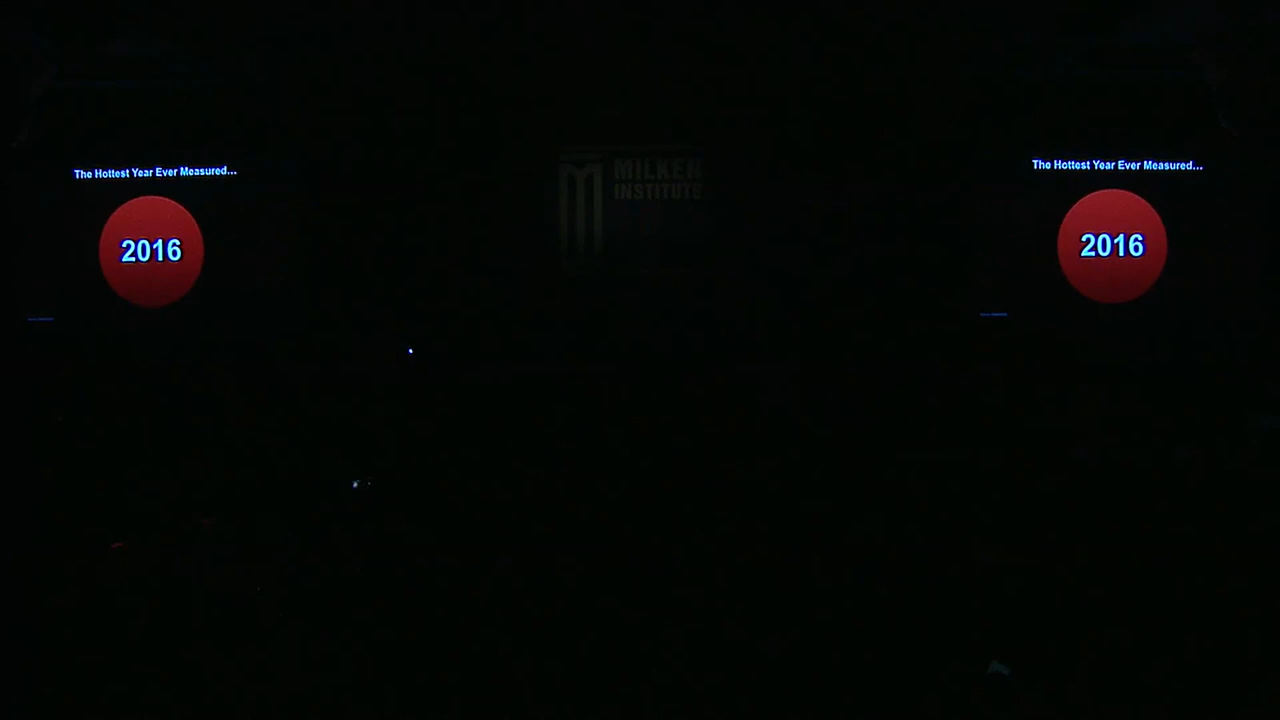 The Hottest Year Ever Measured...
2016
MILKEN
INSTITUTE
The Hottest Year Ever Measured...
2016